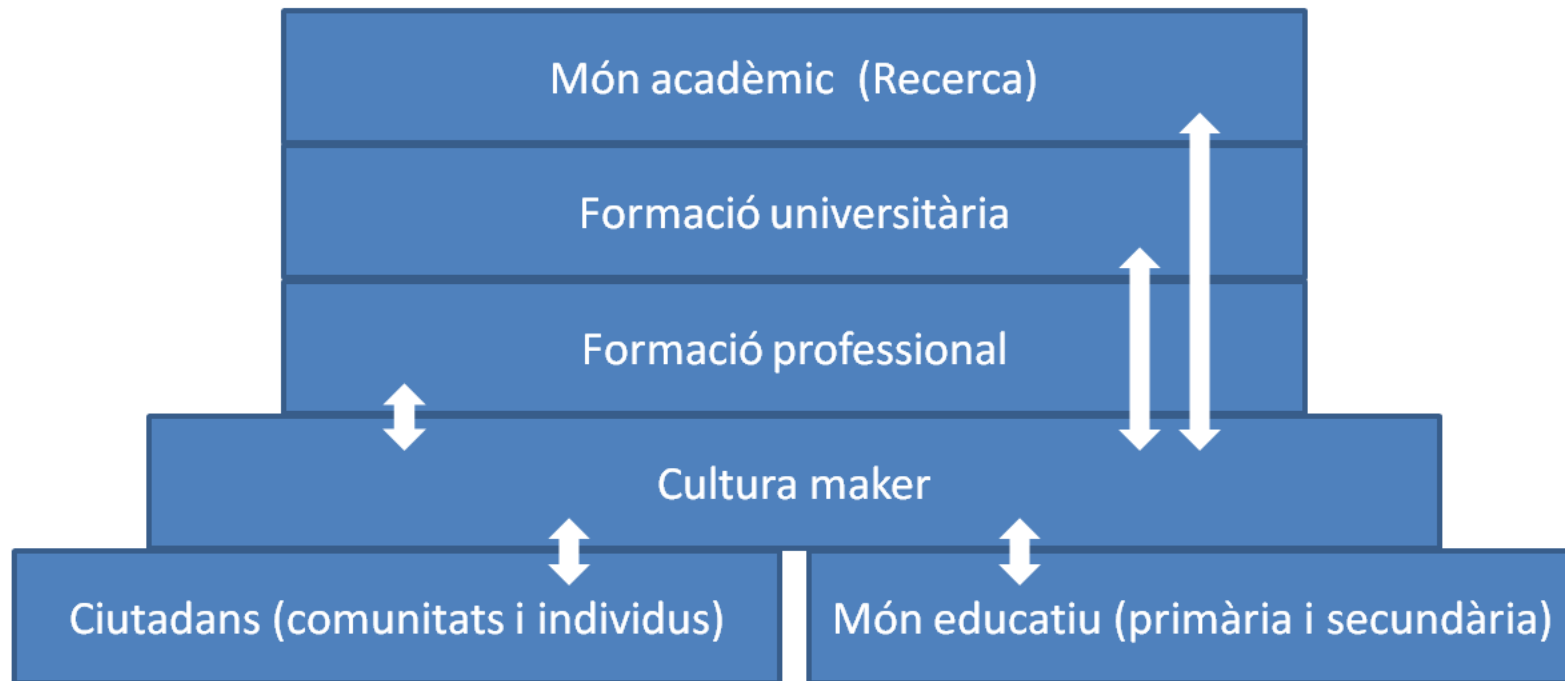 Món acadèmic  (Recerca)
Formació universitària
Formació professional
Cultura maker
Ciutadans (comunitats i individus)
Món educatiu (primària i secundària)